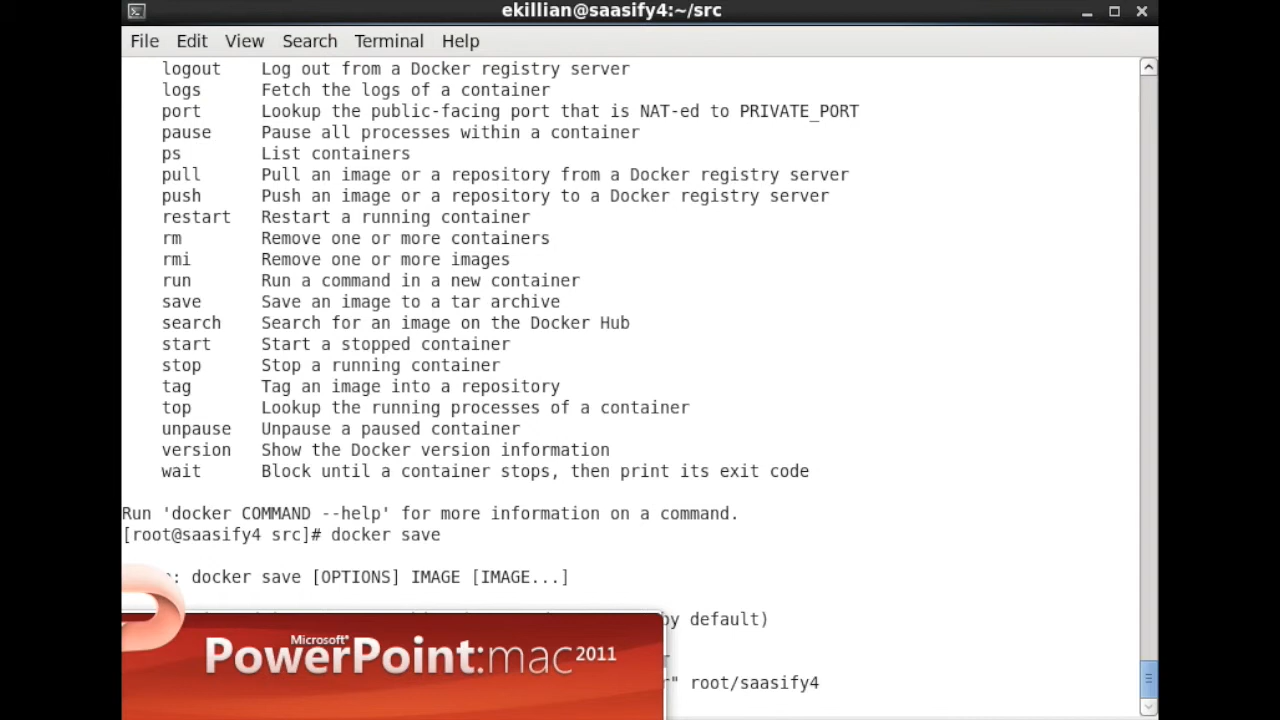 ekillian@saasify4:~/src
File Edit View Search Terminal Help
logout Log out from a Docker registry server
logs Fetch the logs of a container
port Lookup the public-facing port that is NAT-ed to PRIVATE_PORT
pause Pause all processes within a container
ps List containers
pull Pull an image or a repository from a Docker registry server
push Push an image or a repository to a Docker registry server
restart Restart a running container
rm Remove one or more containers
rmi Remove one or more images
run Run a command in a new container
save Save an image to a tar archive
search Search for an image on the Docker Hub
start Start a stopped container
stop Stop a running container
tag Tag an image into a repository
top Lookup the running processes of a container
unpause Unpause a paused container
version Show the Docker version information
wait Block until a container stops, then print its exit code
Run 'docker COMMAND --help' for more information on a command.
[root@saasify4 src]# docker save
: docker save [OPTIONS] IMAGE [IMAGE...]
by default)
" root/saasify4
Microsoft®
PowerPoint:mac 2011